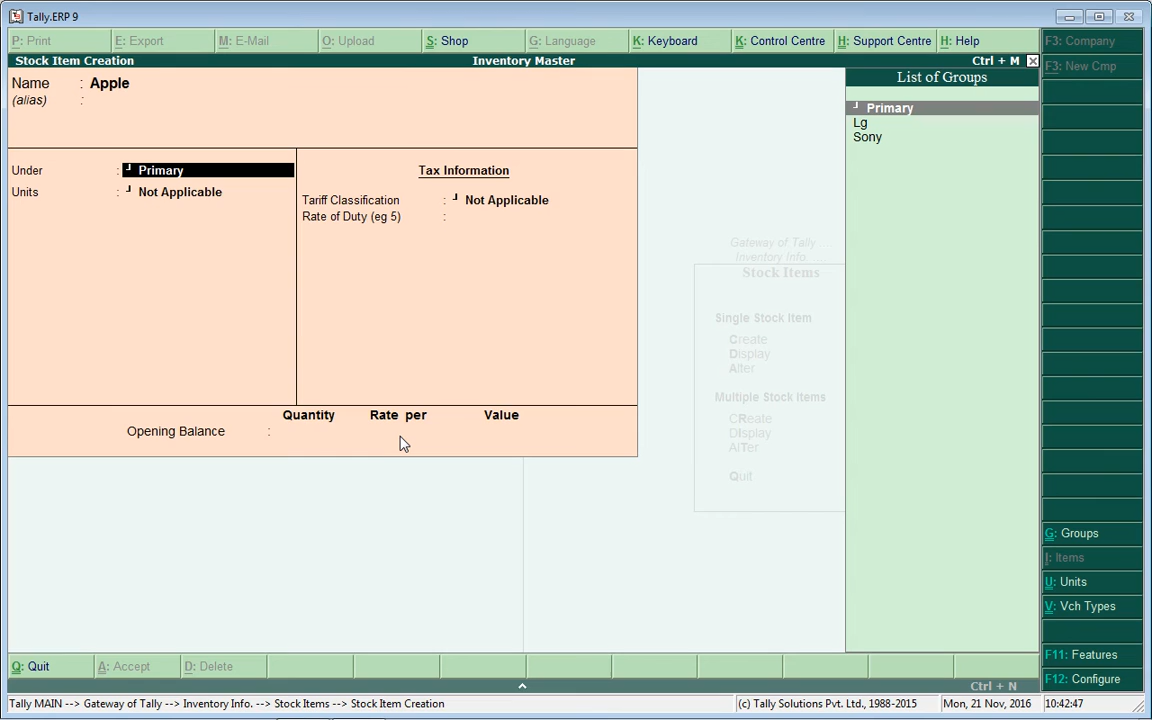 Tally.ERP 9
P: Print E: Export M: E-Mail O: Upload S: Shop G: Language K: Keyboard K: Control Centre H: Support Centre H: Help
F3: Company
Stock Item Creation Inventory Master Ctrl + M
F3: New Cmp
Name : Apple
(alias) :
List of Groups
Primary
Lg
Sony
Under : Primary
Units : Not Applicable
Tax Information
Tariff Classification : Not Applicable
Rate of Duty (eg 5) :
Gateway of Tally ...
Inventory Info. ...
Stock Items
Single Stock Item
Create
Display
Alter
Multiple Stock Items
CReate
DIsplay
AlTer
Quit
Quantity Rate per Value
Opening Balance :
G: Groups
I: Items
U: Units
V: Vch Types
F11: Features
F12: Configure
Q: Quit A: Accept D: Delete
Ctrl + N
Tally MAIN --> Gateway of Tally --> Inventory Info. --> Stock Items --> Stock Item Creation (c) Tally Solutions Pvt. Ltd., 1988-2015 Mon, 21 Nov, 2016 10:42:47